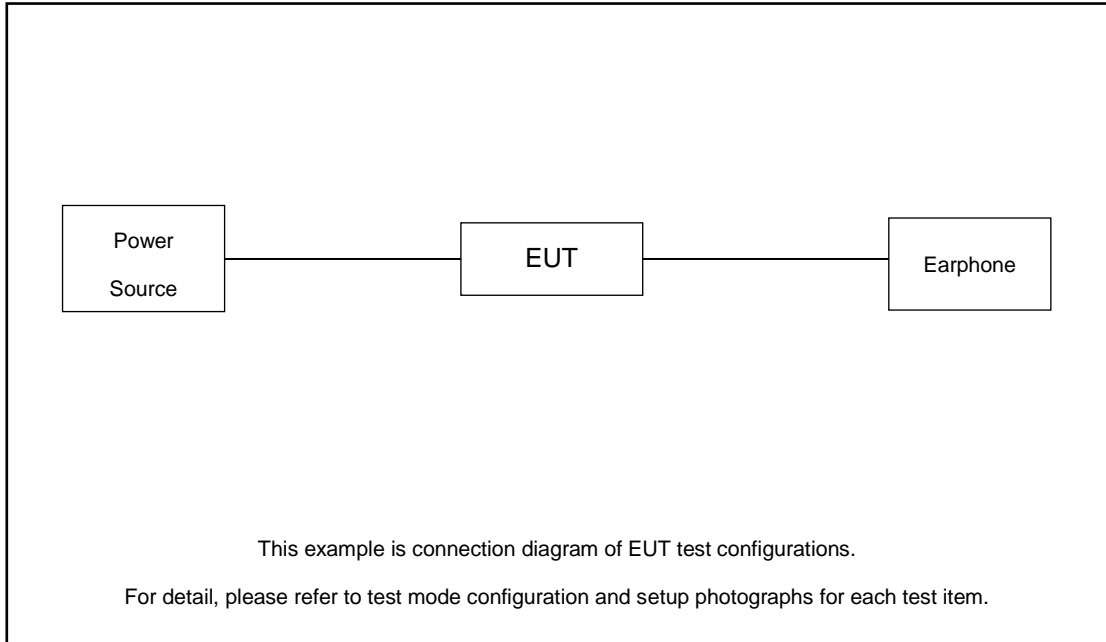 Power
Source
EUT
Earphone
This example is connection diagram of EUT test configurations.
For detail, please refer to test mode configuration and setup photographs for each test item.